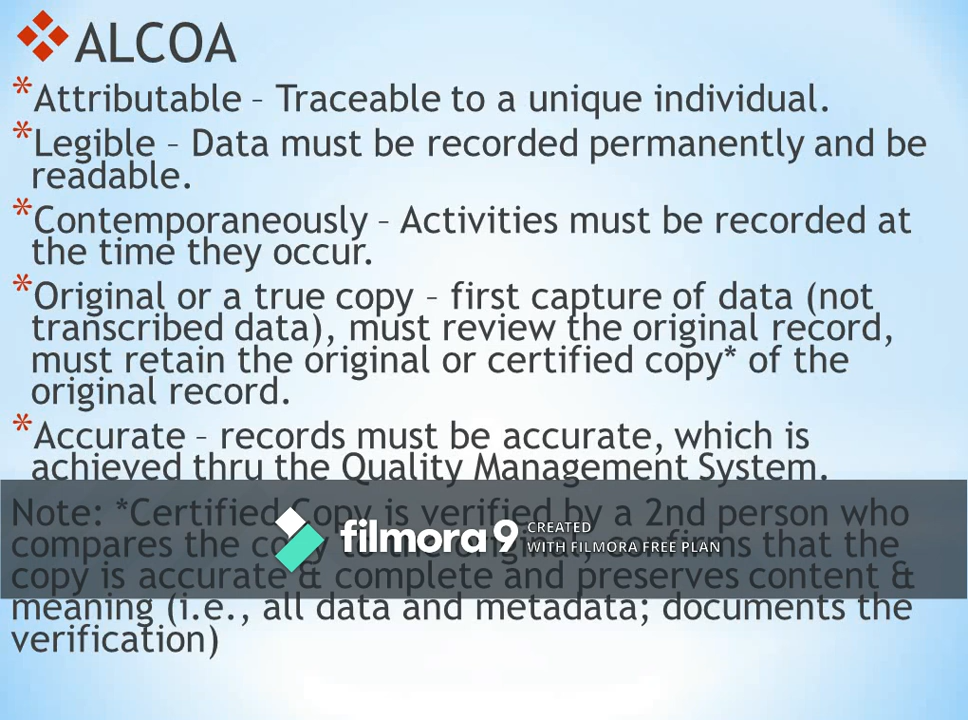 ❖ALCOA
*Attributable – Traceable to a unique individual.
*Legible – Data must be recorded permanently and be
readable.
*Contemporaneously – Activities must be recorded at
the time they occur.
*Original or a true copy – first capture of data (not
transcribed data), must review the original record,
must retain the original or certified copy* of the
original record.
*Accurate – records must be accurate, which is
achieved thru the Quality Management System.
Note: *Certified Copy is verified by a 2nd person who
compares the original, confirms that the
copy is accurate & complete and preserves content &
meaning (i.e., all data and metadata; documents the
verification)
filmora9
CREATED
WITH FILMORA FREE PLAN